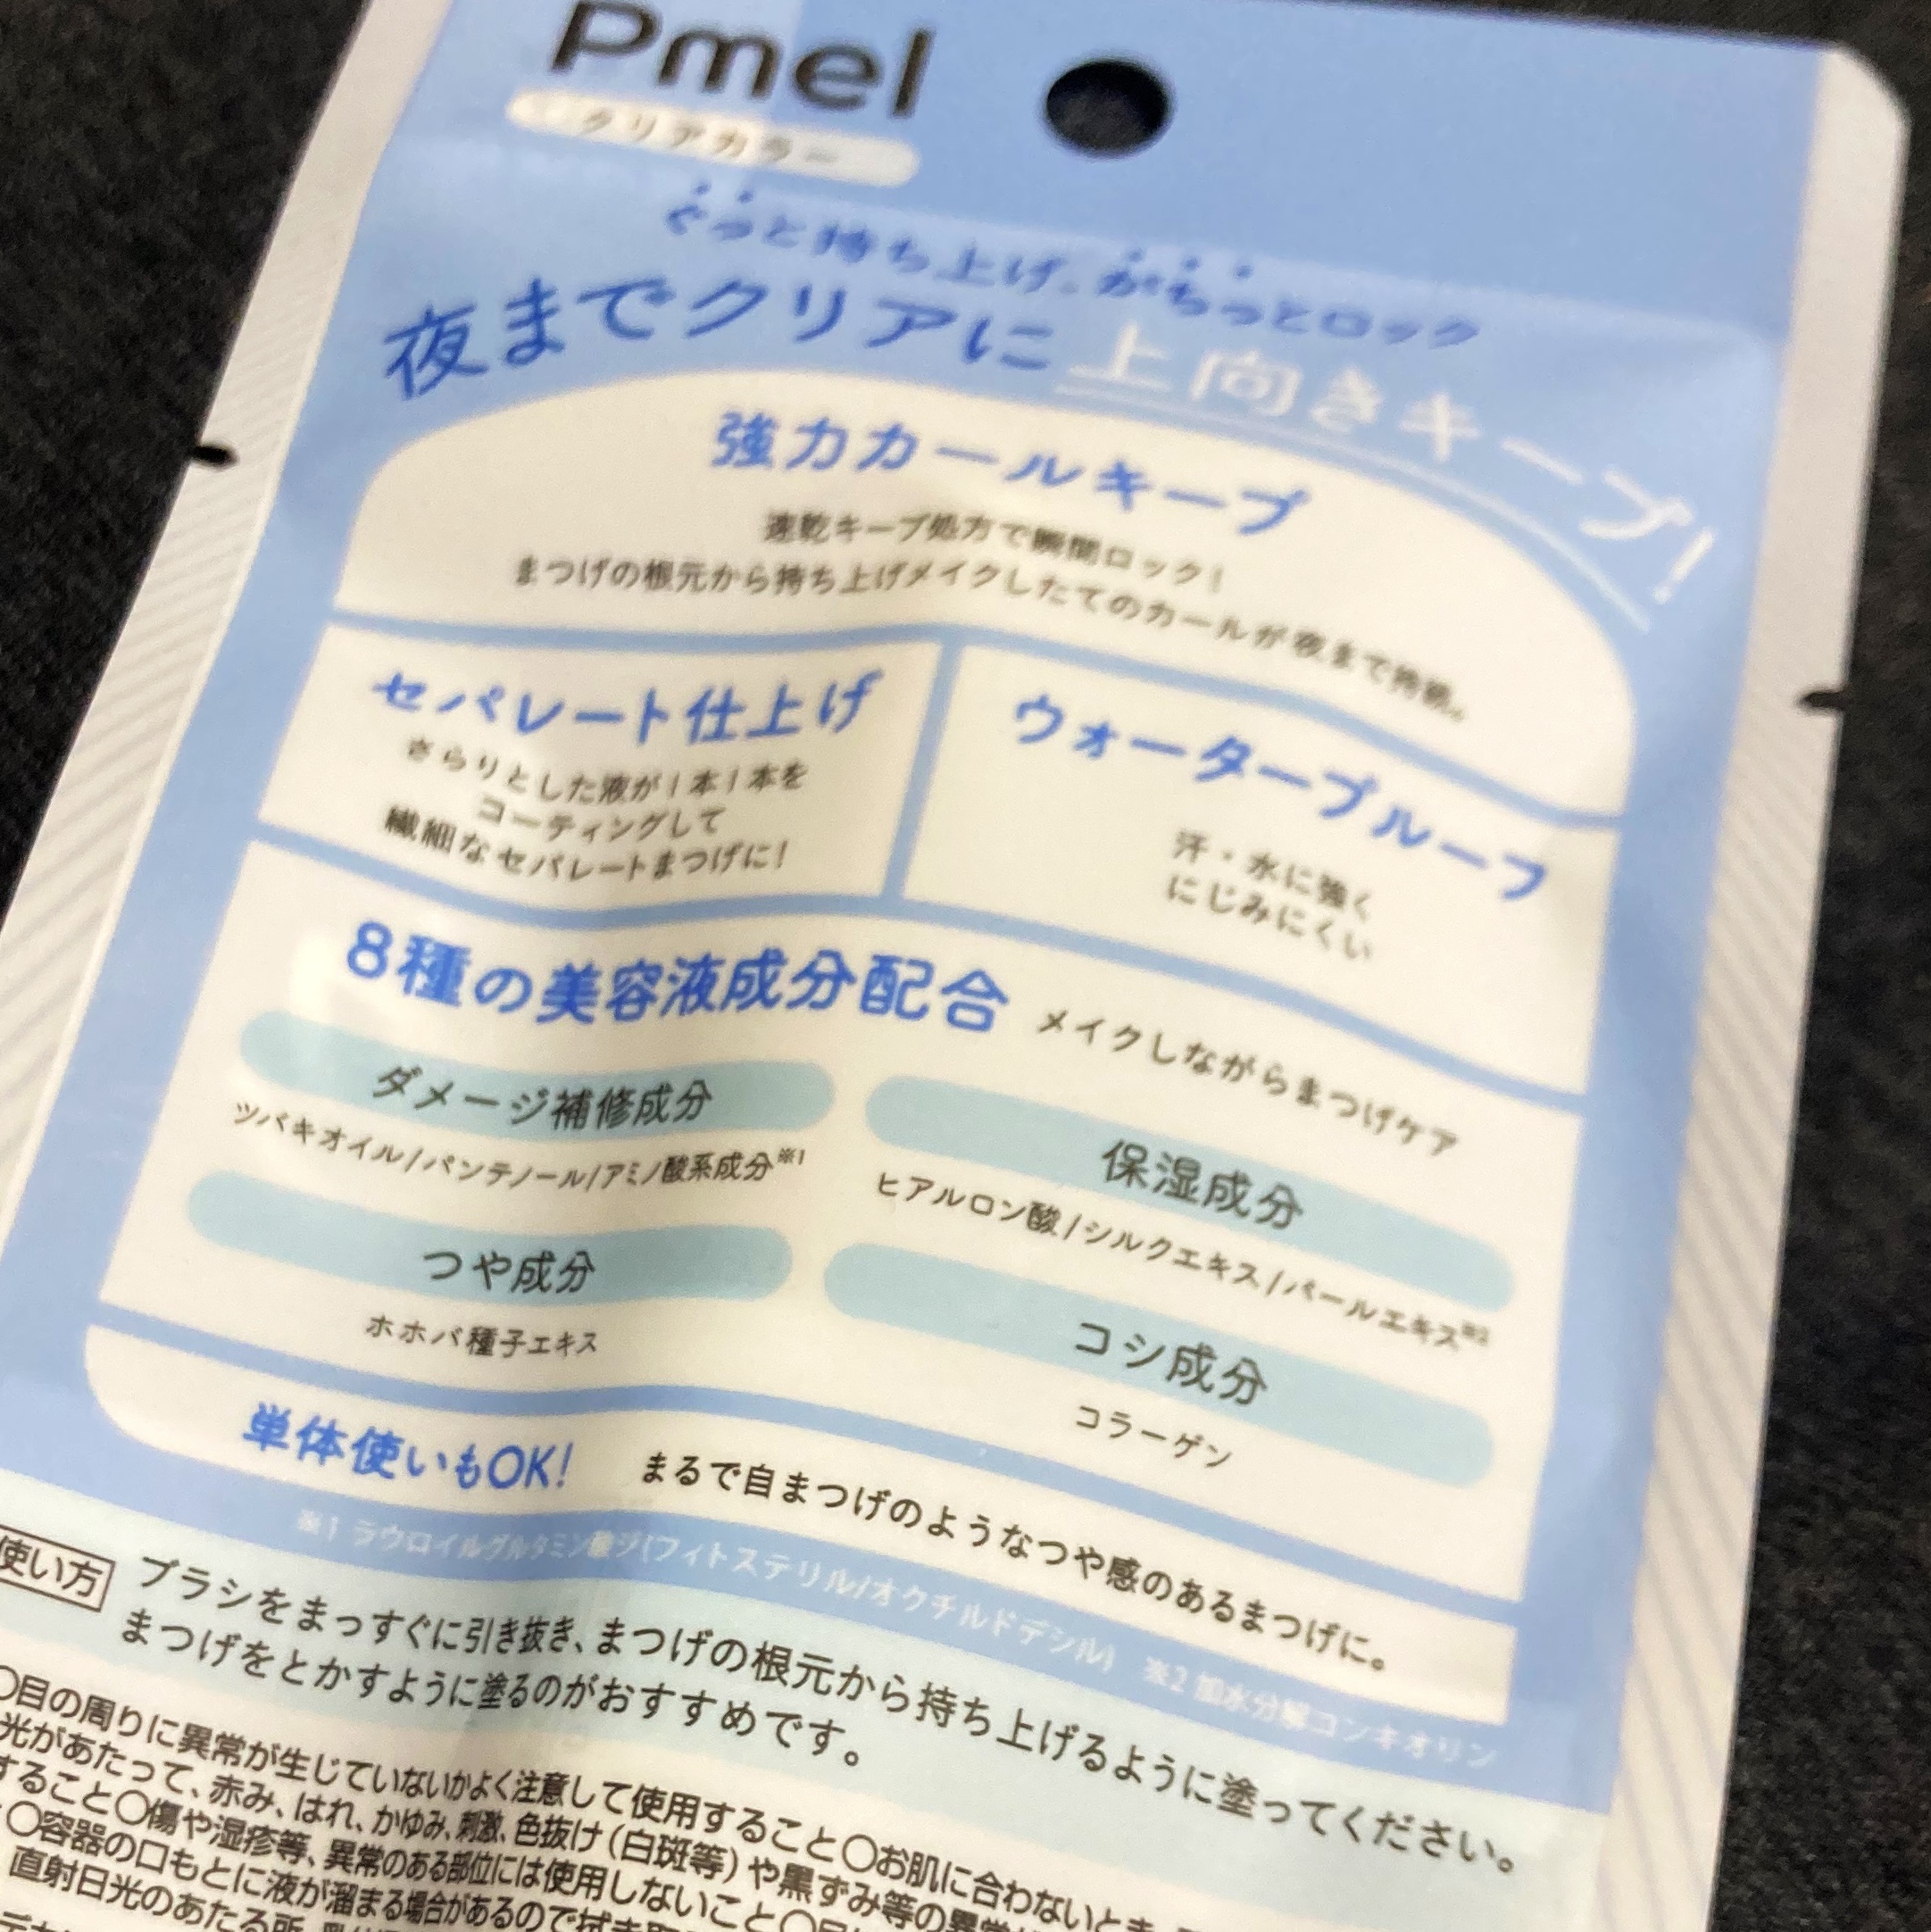 Pmel
クリアカラー
ぐっと持ち上げ、がちっとロック
夜までクリアに上向きキープ!
強力カールキープ
速乾キープ処方で瞬間ロック!
まつげの根元から持ち上げメイクしたてのカールが夜まで持続。
セパレート仕上げ
さらりとした液が1本1本を
コーティングして
繊細なセパレートまつげに!
ウォータープルーフ
汗・水に強く
にじみにくい
8種の美容液成分配合 メイクしながらまつげケア
ダメージ補修成分
ツバキオイル/パンテノール/アミノ酸系成分※1
保湿成分
ヒアルロン酸/シルクエキス/パールエキス※2
つや成分
ホホバ種子エキス
コシ成分
コラーゲン
単体使いもOK! まるで自まつげのようなつや感のあるまつげに。
※1 ラウロイルグルタミン酸ジ(フィトステリル/オクチルドデシル) ※2 加水分解コンキオリン
使い方 ブラシをまっすぐに引き抜き、まつげの根元から持ち上げるように塗ってください。
まつげをとかすように塗るのがおすすめです。
〇目の周りに異常が生じていないかよく注意して使用すること〇お肌に合わないとき
光があたって、赤み、はれ、かゆみ、刺激、色抜け(白斑等)や黒ずみ等の異常
すること〇傷や湿疹等、異常のある部位には使用しないこと〇目
〇容器の口もとに液が溜まる場合があるので拭き取
直射日光のあたる所